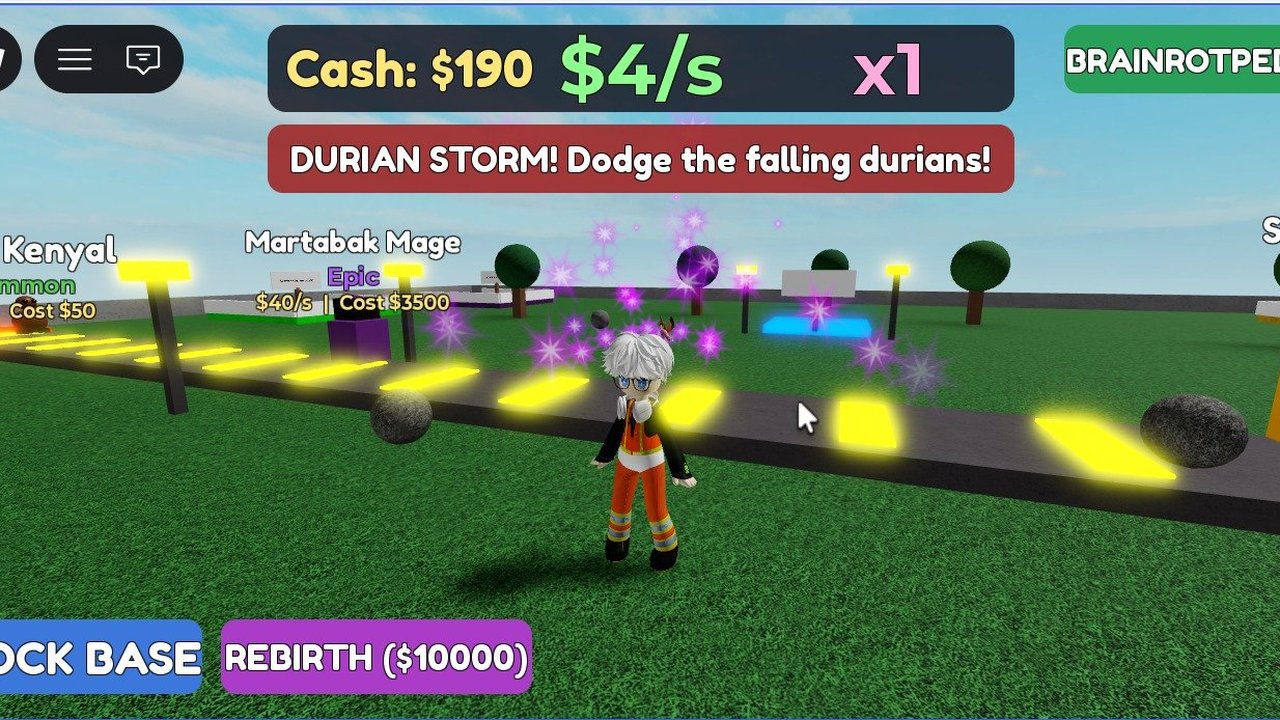 Cash: $190 $4/s x1
BRAINROTPED
DURIAN STORM! Dodge the falling durians!
Kenyal
mmon
Cost $50
Martabak Mage
Epic
$40/s | Cost $3500
S
OCK BASE
REBIRTH ($10000)